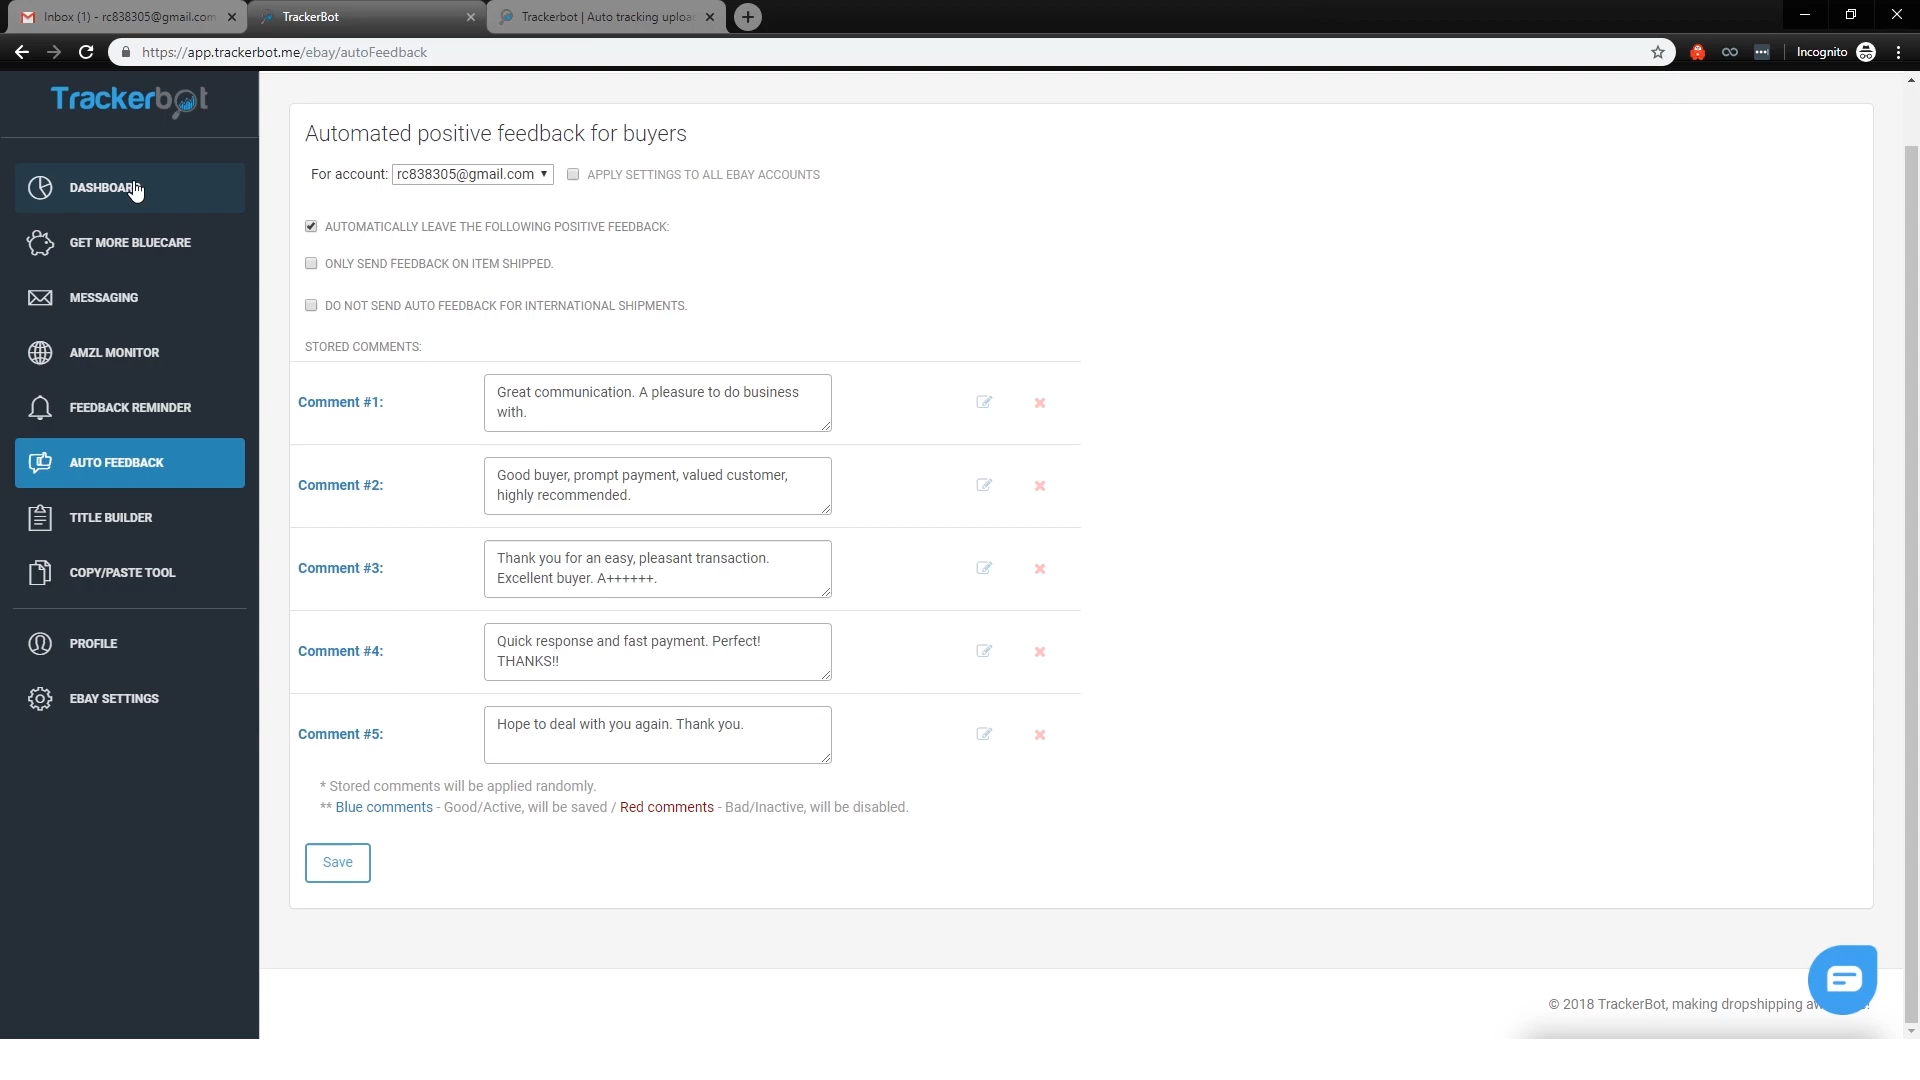 Inbox (1) - rc838305@gmail.com
TrackerBot
Trackerbot | Auto tracking uploa
https://app.trackerbot.me/ebay/autoFeedback
Incognito
Trackerbot
DASHBOARD
GET MORE BLUECARE
MESSAGING
AMZL MONITOR
FEEDBACK REMINDER
AUTO FEEDBACK
TITLE BUILDER
COPY/PASTE TOOL
PROFILE
EBAY SETTINGS
Automated positive feedback for buyers
For account: rc838305@gmail.com
APPLY SETTINGS TO ALL EBAY ACCOUNTS
AUTOMATICALLY LEAVE THE FOLLOWING POSITIVE FEEDBACK:
ONLY SEND FEEDBACK ON ITEM SHIPPED.
DO NOT SEND AUTO FEEDBACK FOR INTERNATIONAL SHIPMENTS.
STORED COMMENTS:
Comment #1:
Great communication. A pleasure to do business
with.
Comment #2:
Good buyer, prompt payment, valued customer,
highly recommended.
Comment #3:
Thank you for an easy, pleasant transaction.
Excellent buyer. A++++++.
Comment #4:
Quick response and fast payment. Perfect!
THANKS!!
Comment #5:
Hope to deal with you again. Thank you.
* Stored comments will be applied randomly.
** Blue comments - Good/Active, will be saved / Red comments - Bad/Inactive, will be disabled.
Save
© 2018 TrackerBot, making dropshipping